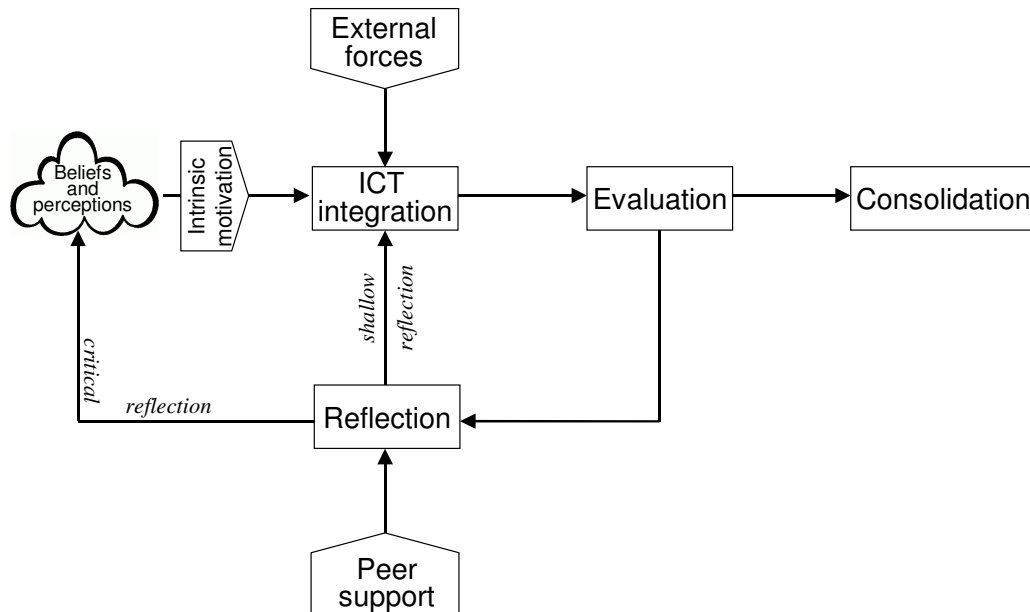 External
forces
Beliefs
and
perceptions
Intrinsic
motivation
ICT
integration
Evaluation
Consolidation
shallow
reflection
critical
reflection
Reflection
Peer
support